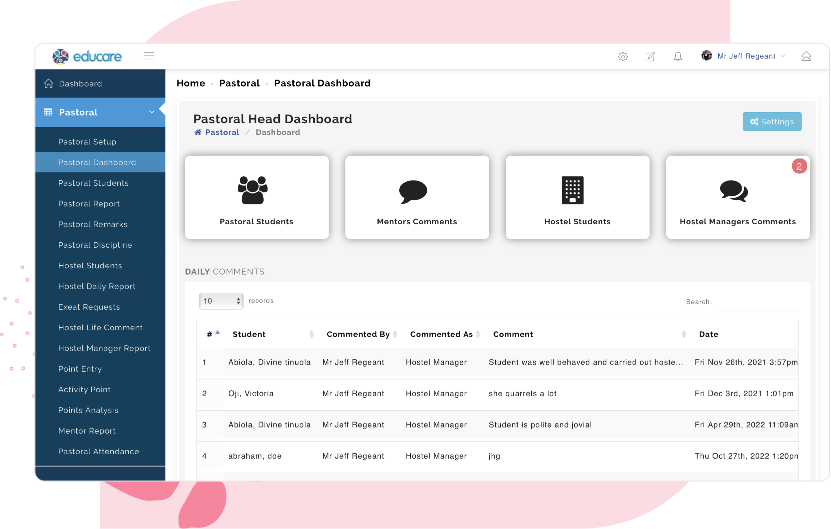 educare
Mr Jeff Regeant
Dashboard
Pastoral
Pastoral Setup
Pastoral Dashboard
Pastoral Students
Pastoral Report
Pastoral Remarks
Pastoral Discipline
Hostel Students
Hostel Daily Report
Exeat Requests
Hostel Life Comment
Hostel Manager Report
Point Entry
Activity Point
Points Analysis
Mentor Report
Pastoral Attendance
Home - Pastoral - Pastoral Dashboard
Pastoral Head Dashboard
Pastoral / Dashboard
Settings
Pastoral Students
Mentors Comments
Hostel Students
2
Hostel Managers Comments
DAILY COMMENTS
10 records
Search:
# Student Commented By Commented As Comment Date
1 Abiola, Divine tinuola Mr Jeff Regeant Hostel Manager Student was well behaved and carried out hoste... Fri Nov 26th, 2021 3:57pm
2 Oji, Victoria Mr Jeff Regeant Hostel Manager she quarrels a lot Fri Dec 3rd, 2021 1:01pm
3 Abiola, Divine tinuola Mr Jeff Regeant Hostel Manager Student is polite and jovial Fri Apr 29th, 2022 11:09an
4 abraham, doe Mr Jeff Regeant Hostel Manager jhg Thu Oct 27th, 2022 1:20pn